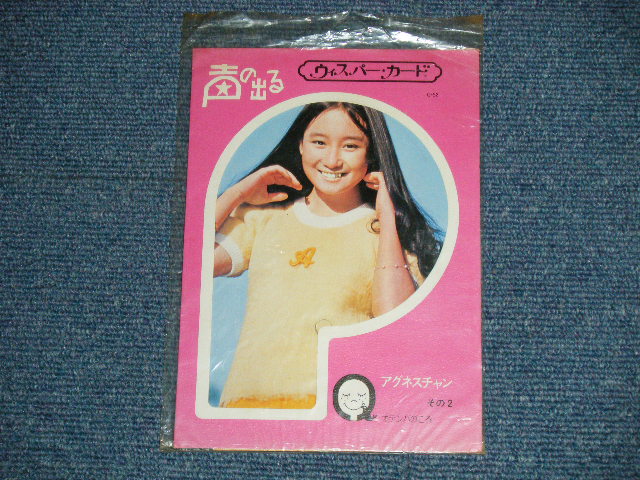 声の出る
ウィスパー・カード
アグネスチャン
その2